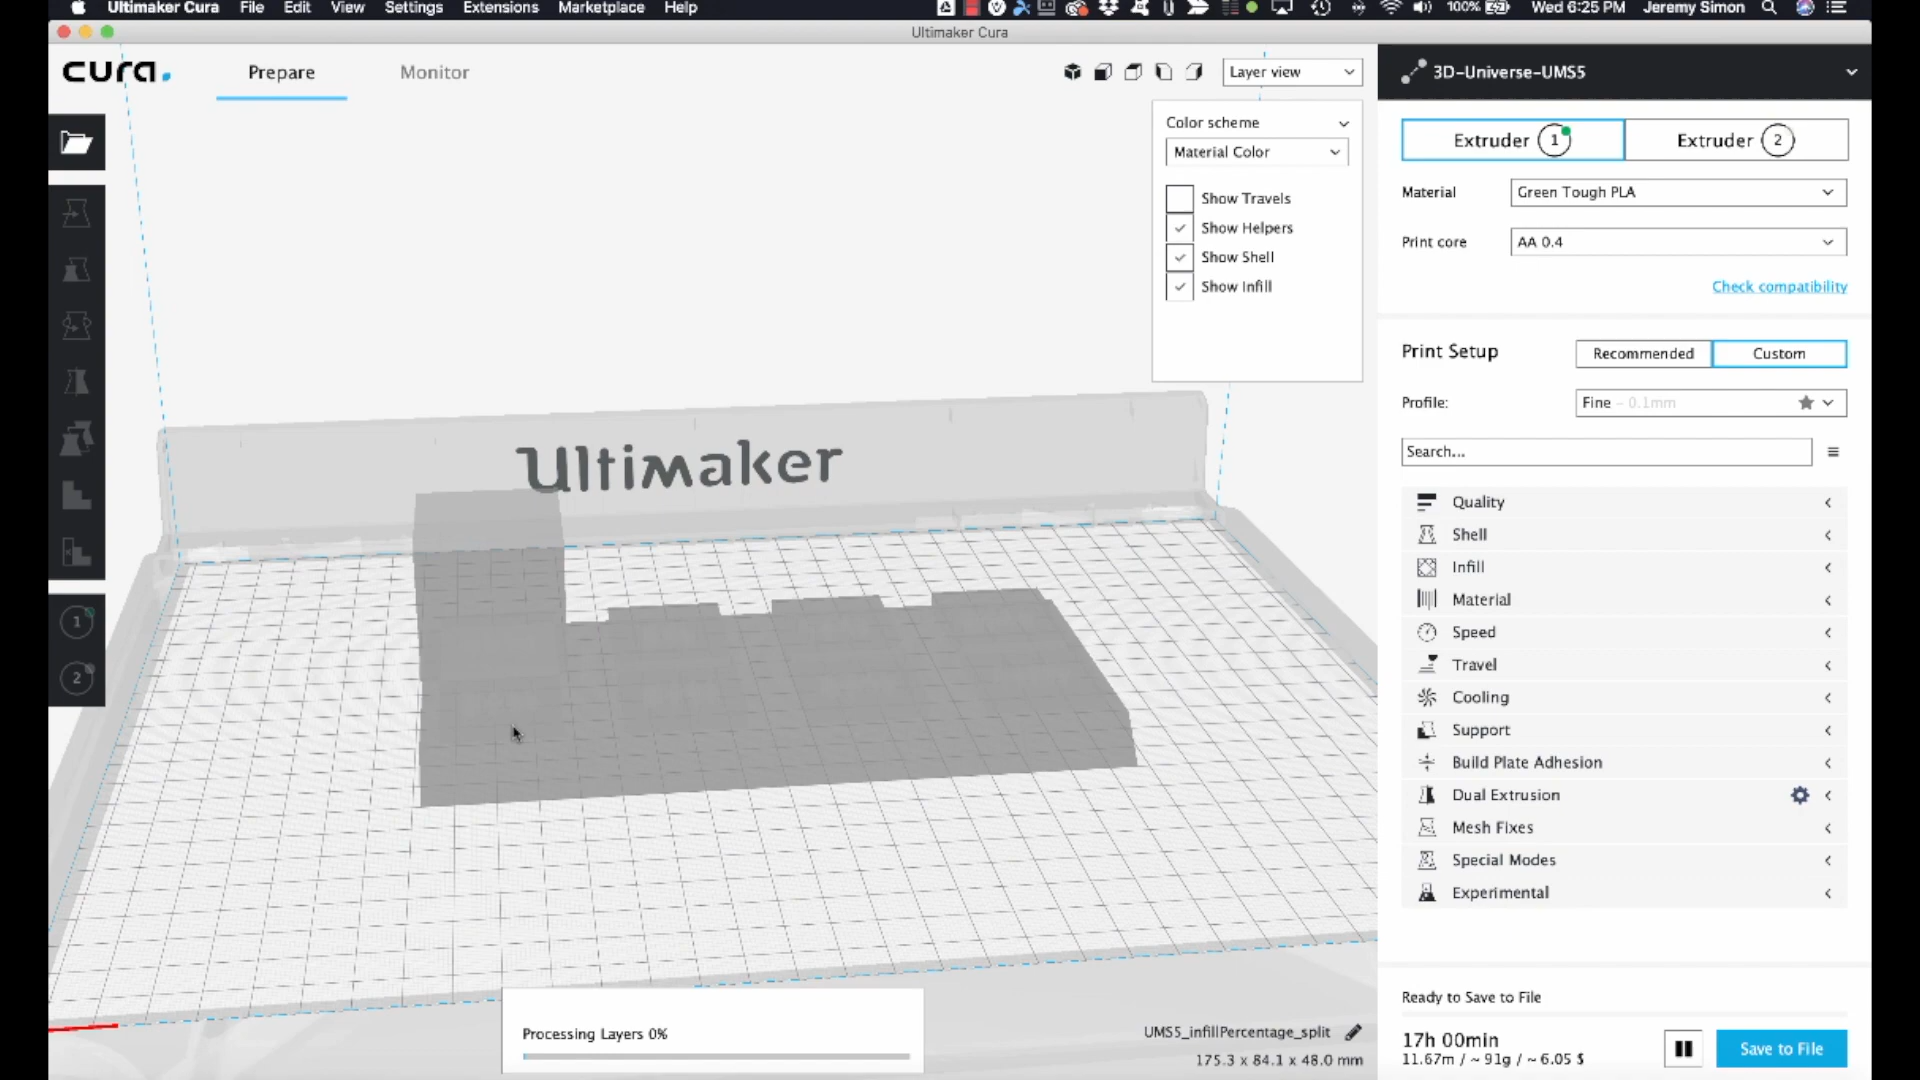 Ultimaker Cura File Edit View Settings Extensions Marketplace Help 100% Wed 6:25 PM Jeremy Simon
Ultimaker Cura
cura.
Prepare
Monitor
Layer view
3D-Universe-UMS5
Color scheme
Material Color
Show Travels
Show Helpers
Show Shell
Show Infill
Extruder 1
Extruder 2
Material
Green Tough PLA
Print core
AA 0.4
Check compatibility
Print Setup
Recommended
Custom
Profile:
Fine - 0.1mm
Search...
Quality
Shell
Infill
Material
Speed
Travel
Cooling
Support
Build Plate Adhesion
Dual Extrusion
Mesh Fixes
Special Modes
Experimental
1
2
Ultimaker
Processing Layers 0%
UMS5_infillPercentage_split
175.3 x 84.1 x 48.0 mm
Ready to Save to File
17h 00min
11.67m / ~ 91g / ~ 6.05 $
Save to File